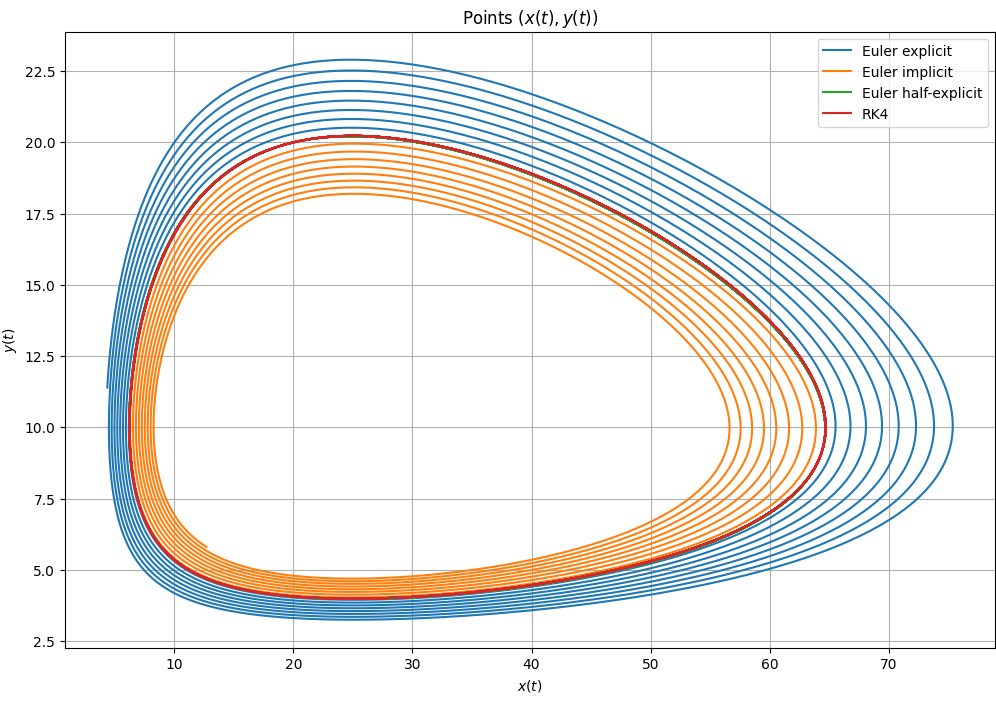 Points (x(t), y(t))
Euler explicit
Euler implicit
Euler half-explicit
RK4
22.5
20.0
17.5
15.0
12.5
10.0
7.5
5.0
2.5
y(t)
10
20
30
40
50
60
70
x(t)